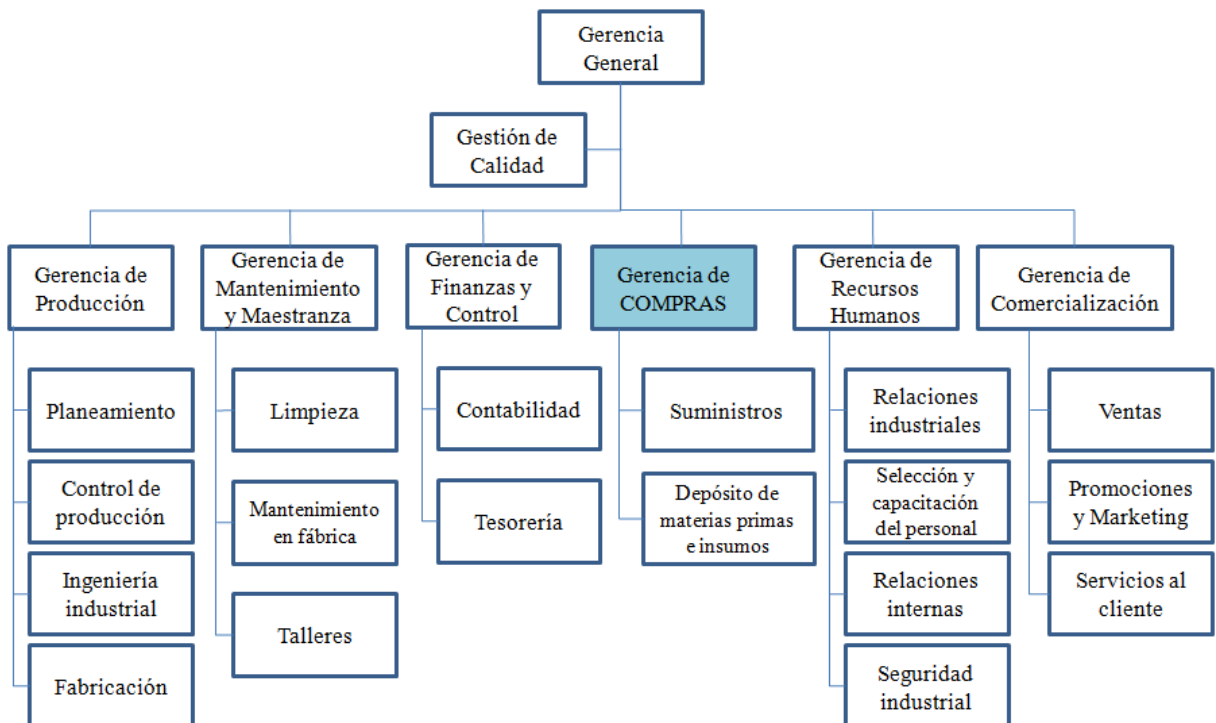 Gerencia
General
Gestión de
Calidad
Gerencia de
Producción
Gerencia de
Mantenimiento
y Maestranza
Gerencia de
Finanzas y
Control
Gerencia de
COMPRAS
Gerencia de
Recursos
Humanos
Gerencia de
Comercialización
Planeamiento
Control de
producción
Ingeniería
industrial
Fabricación
Limpieza
Mantenimiento
en fábrica
Talleres
Contabilidad
Tesorería
Suministros
Depósito de
materias primas
e insumos
Relaciones
industriales
Selección y
capacitación
del personal
Relaciones
internas
Seguridad
industrial
Ventas
Promociones
y Marketing
Servicios al
cliente